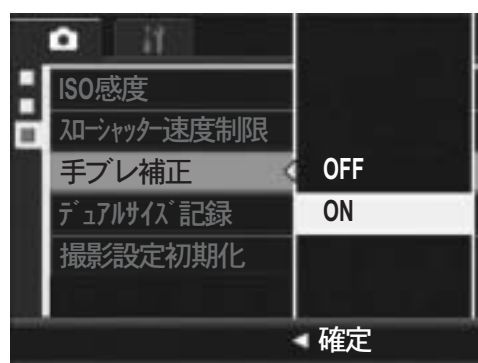 ISO感度
ｽﾛｰｼｬｯﾀｰ速度制限
手ブレ補正
OFF
ﾃﾞｭｱﾙｻｲｽﾞ記録
ON
撮影設定初期化
◀確定